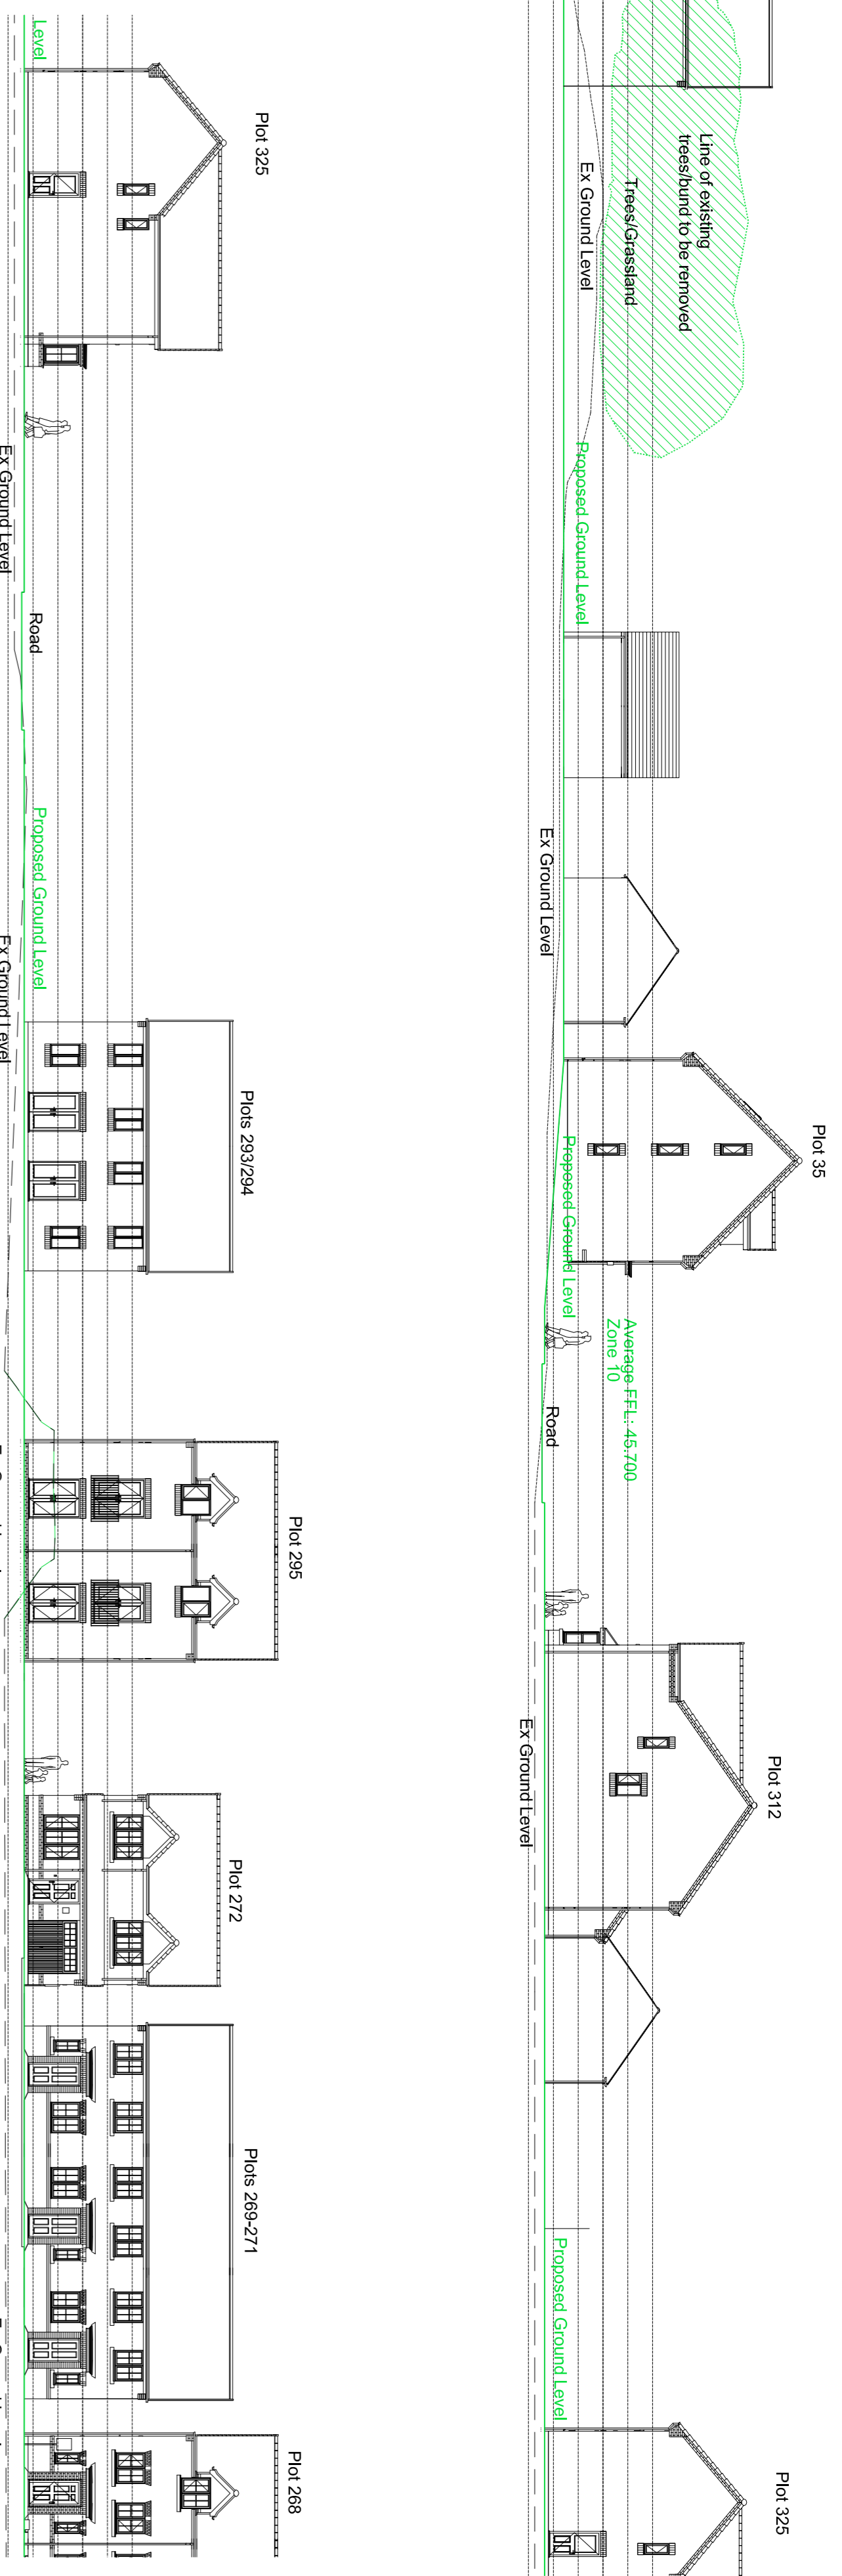 Line of existing
trees/bund to be removed
Trees/Grassland
Ex Ground Level
Proposed Ground Level
Ex Ground Level
Plot 35
Proposed Ground Level
Average FFL: 45.700
Zone 10
Road
Plot 312
Ex Ground Level
Proposed Ground Level
Plot 325
Level
Plot 325
Ex Ground Level
Road
Proposed Ground Level
Ex Ground Level
Plots 293/294
Plot 295
Plot 272
Plots 269-271
Plot 268